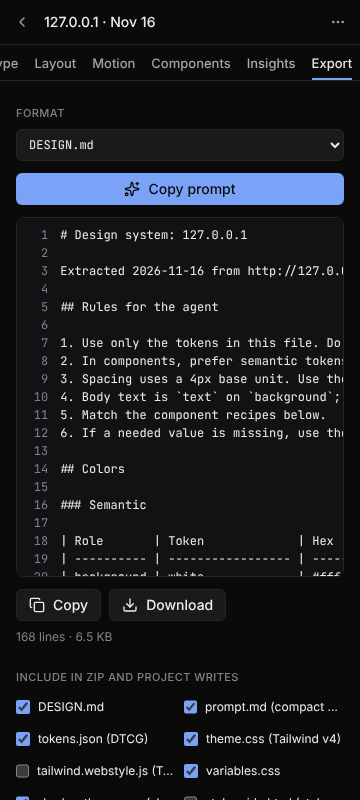 127.0.0.1 · Nov 16
ype Layout Motion Components Insights Export
FORMAT
DESIGN.md
Copy prompt
1 # Design system: 127.0.0.1
2
3 Extracted 2026-11-16 from http://127.0.0
4
5 ## Rules for the agent
6
7 1. Use only the tokens in this file. Do
8 2. In components, prefer semantic tokens
9 3. Spacing uses a 4px base unit. Use the
10 4. Body text is `text` on `background`;
11 5. Match the component recipes below.
12 6. If a needed value is missing, use the
13
14 ## Colors
15
16 ### Semantic
17
18 | Role | Token | Hex
19 | ---------- | ----------------- | ----
20 | background | white | #fff
Copy Download
168 lines · 6.5 KB
INCLUDE IN ZIP AND PROJECT WRITES
DESIGN.md prompt.md (compact ...
tokens.json (DTCG) theme.css (Tailwind v4)
tailwind.webstyle.js (T... variables.css